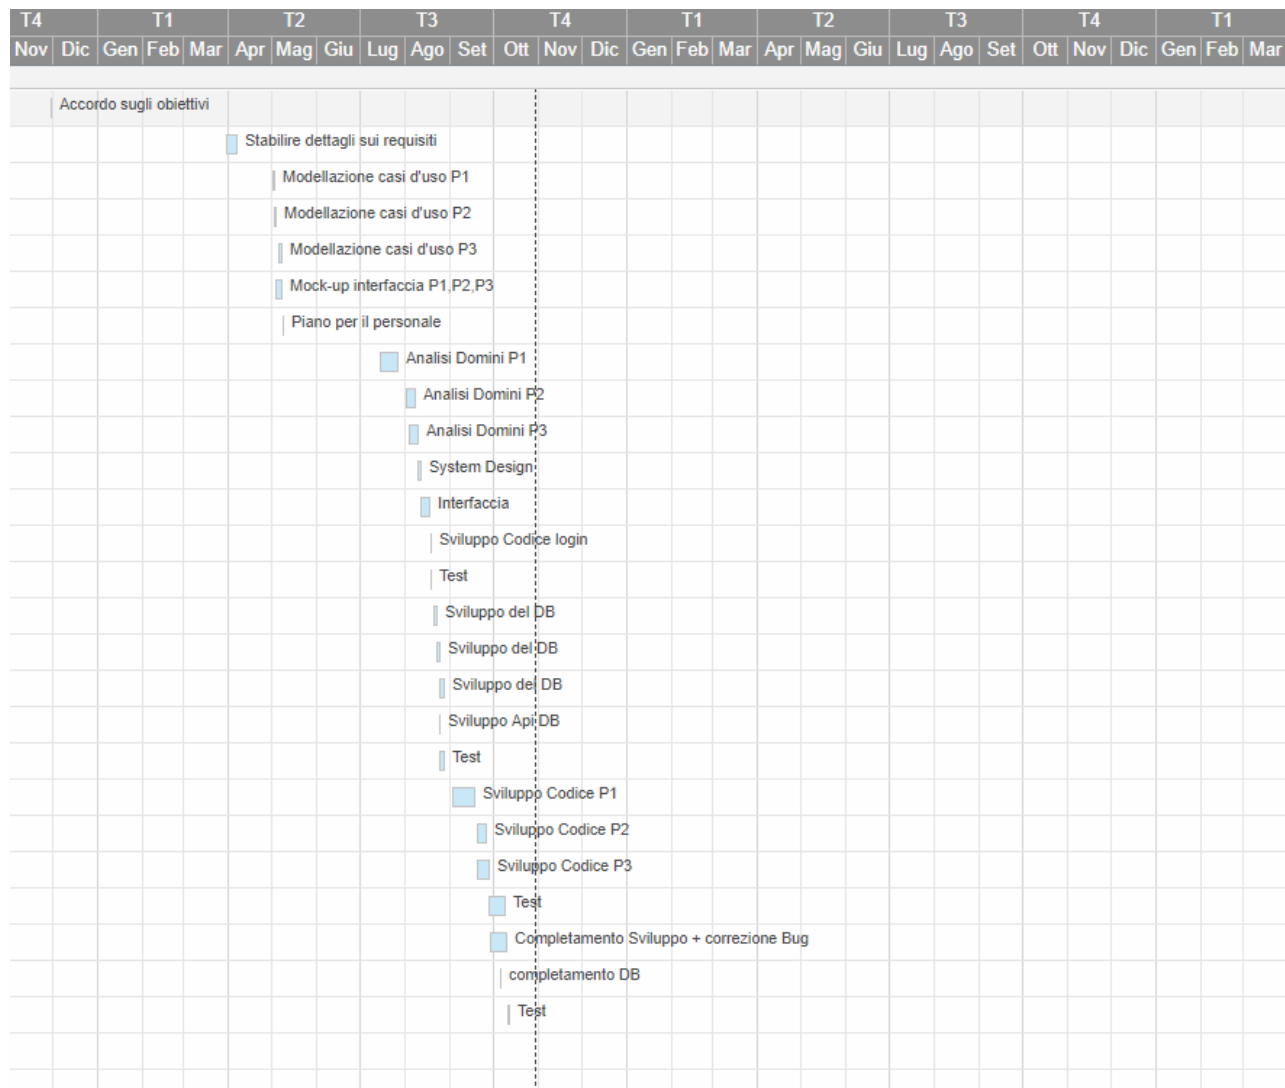 T4 T1 T2 T3 T4 T1 T2 T3 T4 T1
Nov Dic Gen Feb Mar Apr Mag Giu Lug Ago Set Ott Nov Dic Gen Feb Mar Apr Mag Giu Lug Ago Set Ott Nov Dic Gen Feb Mar
Accordo sugli obiettivi
Stabilire dettagli sui requisiti
Modellazione casi d'uso P1
Modellazione casi d'uso P2
Modellazione casi d'uso P3
Mock-up interfaccia P1,P2,P3
Piano per il personale
Analisi Domini P1
Analisi Domini P2
Analisi Domini P3
System Design
Interfaccia
Sviluppo Codice login
Test
Sviluppo del DB
Sviluppo del DB
Sviluppo del DB
Sviluppo Api DB
Test
Sviluppo Codice P1
Sviluppo Codice P2
Sviluppo Codice P3
Test
Completamento Sviluppo + correzione Bug
completamento DB
Test